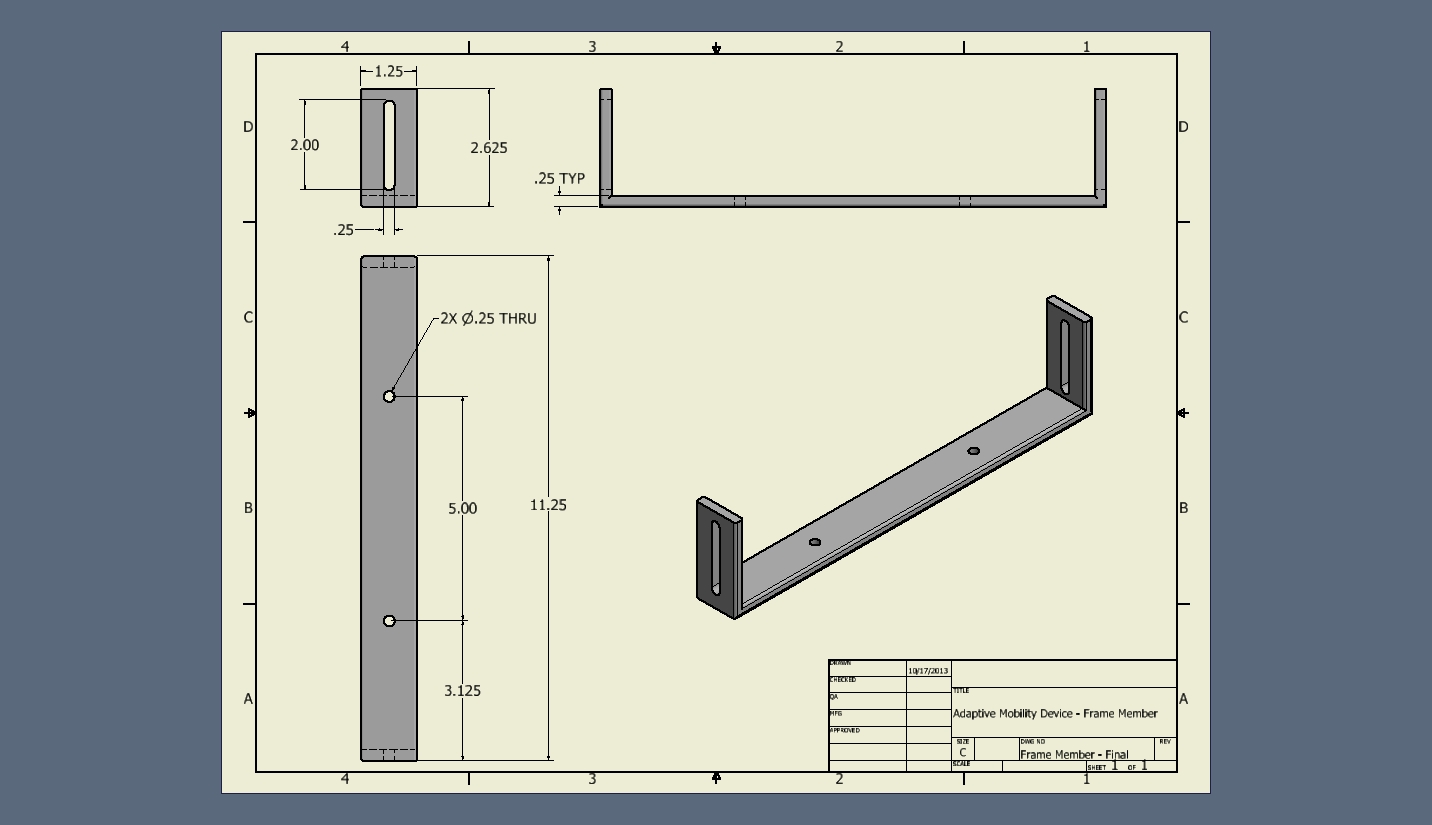 4 3 2 1
1.25
D D
2.00
2.625
.25 TYP
.25
C C
2X Ø.25 THRU
B B
5.00
11.25
3.125
A A
DRAWN
10/17/2013
CHECKED
QA
MFG
APPROVED
TITLE
Adaptive Mobility Device - Frame Member
SIZE
C
DWG NO
Frame Member - Final
REV
SCALE
SHEET 1 OF 1
4 3 2 1